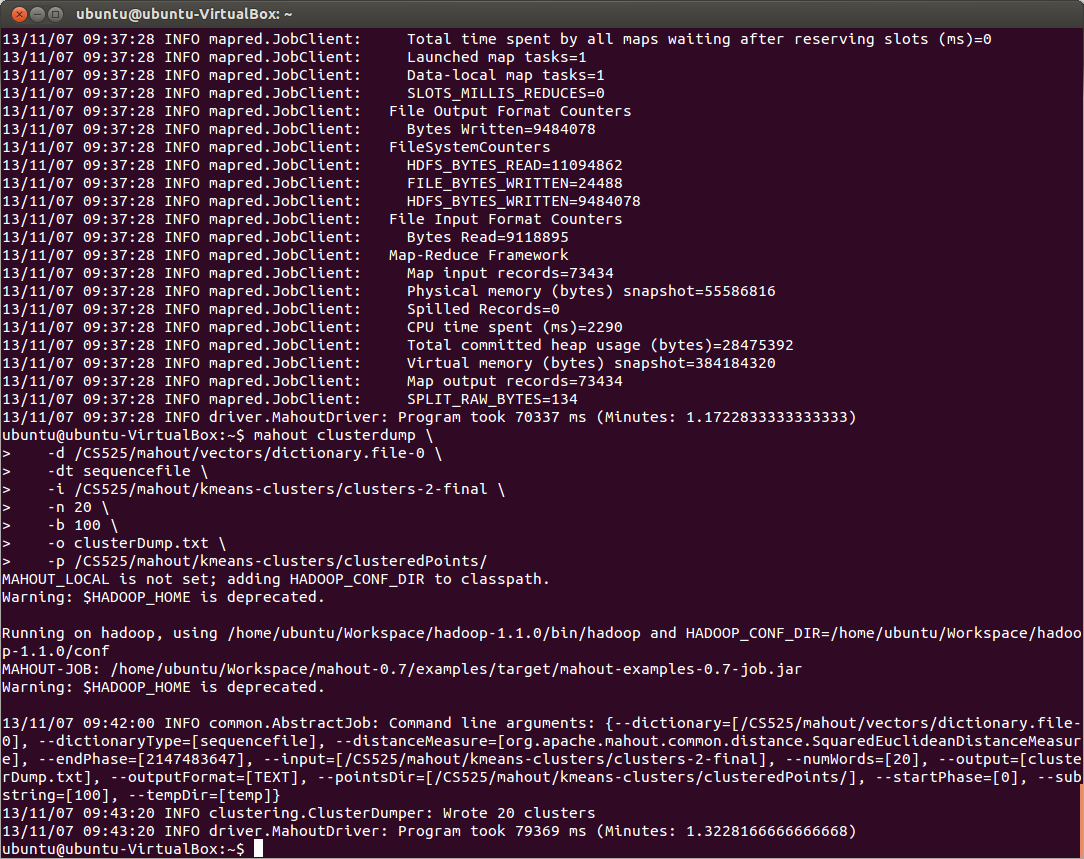 ubuntu@ubuntu-VirtualBox: ~
13/11/07 09:37:28 INFO mapred.JobClient:     Total time spent by all maps waiting after reserving slots (ms)=0
13/11/07 09:37:28 INFO mapred.JobClient:     Launched map tasks=1
13/11/07 09:37:28 INFO mapred.JobClient:     Data-local map tasks=1
13/11/07 09:37:28 INFO mapred.JobClient:     SLOTS_MILLIS_REDUCES=0
13/11/07 09:37:28 INFO mapred.JobClient:   File Output Format Counters
13/11/07 09:37:28 INFO mapred.JobClient:     Bytes Written=9484078
13/11/07 09:37:28 INFO mapred.JobClient:   FileSystemCounters
13/11/07 09:37:28 INFO mapred.JobClient:     HDFS_BYTES_READ=11094862
13/11/07 09:37:28 INFO mapred.JobClient:     FILE_BYTES_WRITTEN=24488
13/11/07 09:37:28 INFO mapred.JobClient:     HDFS_BYTES_WRITTEN=9484078
13/11/07 09:37:28 INFO mapred.JobClient:   File Input Format Counters
13/11/07 09:37:28 INFO mapred.JobClient:     Bytes Read=9118895
13/11/07 09:37:28 INFO mapred.JobClient:   Map-Reduce Framework
13/11/07 09:37:28 INFO mapred.JobClient:     Map input records=73434
13/11/07 09:37:28 INFO mapred.JobClient:     Physical memory (bytes) snapshot=55586816
13/11/07 09:37:28 INFO mapred.JobClient:     Spilled Records=0
13/11/07 09:37:28 INFO mapred.JobClient:     CPU time spent (ms)=2290
13/11/07 09:37:28 INFO mapred.JobClient:     Total committed heap usage (bytes)=28475392
13/11/07 09:37:28 INFO mapred.JobClient:     Virtual memory (bytes) snapshot=384184320
13/11/07 09:37:28 INFO mapred.JobClient:     Map output records=73434
13/11/07 09:37:28 INFO mapred.JobClient:     SPLIT_RAW_BYTES=134
13/11/07 09:37:28 INFO driver.MahoutDriver: Program took 70337 ms (Minutes: 1.1722833333333333)
ubuntu@ubuntu-VirtualBox:~$ mahout clusterdump \
>    -d /CS525/mahout/vectors/dictionary.file-0 \
>    -dt sequencefile \
>    -i /CS525/mahout/kmeans-clusters/clusters-2-final \
>    -n 20 \
>    -b 100 \
>    -o clusterDump.txt \
>    -p /CS525/mahout/kmeans-clusters/clusteredPoints/
MAHOUT_LOCAL is not set; adding HADOOP_CONF_DIR to classpath.
Warning: $HADOOP_HOME is deprecated.

Running on hadoop, using /home/ubuntu/Workspace/hadoop-1.1.0/bin/hadoop and HADOOP_CONF_DIR=/home/ubuntu/Workspace/hadoo
p-1.1.0/conf
MAHOUT-JOB: /home/ubuntu/Workspace/mahout-0.7/examples/target/mahout-examples-0.7-job.jar
Warning: $HADOOP_HOME is deprecated.

13/11/07 09:42:00 INFO common.AbstractJob: Command line arguments: {--dictionary=[/CS525/mahout/vectors/dictionary.file-
0], --dictionaryType=[sequencefile], --distanceMeasure=[org.apache.mahout.common.distance.SquaredEuclideanDistanceMeasur
e], --endPhase=[2147483647], --input=[/CS525/mahout/kmeans-clusters/clusters-2-final], --numWords=[20], --output=[cluste
rDump.txt], --outputFormat=[TEXT], --pointsDir=[/CS525/mahout/kmeans-clusters/clusteredPoints/], --startPhase=[0], --sub
string=[100], --tempDir=[temp]}
13/11/07 09:43:20 INFO clustering.ClusterDumper: Wrote 20 clusters
13/11/07 09:43:20 INFO driver.MahoutDriver: Program took 79369 ms (Minutes: 1.3228166666666668)
ubuntu@ubuntu-VirtualBox:~$